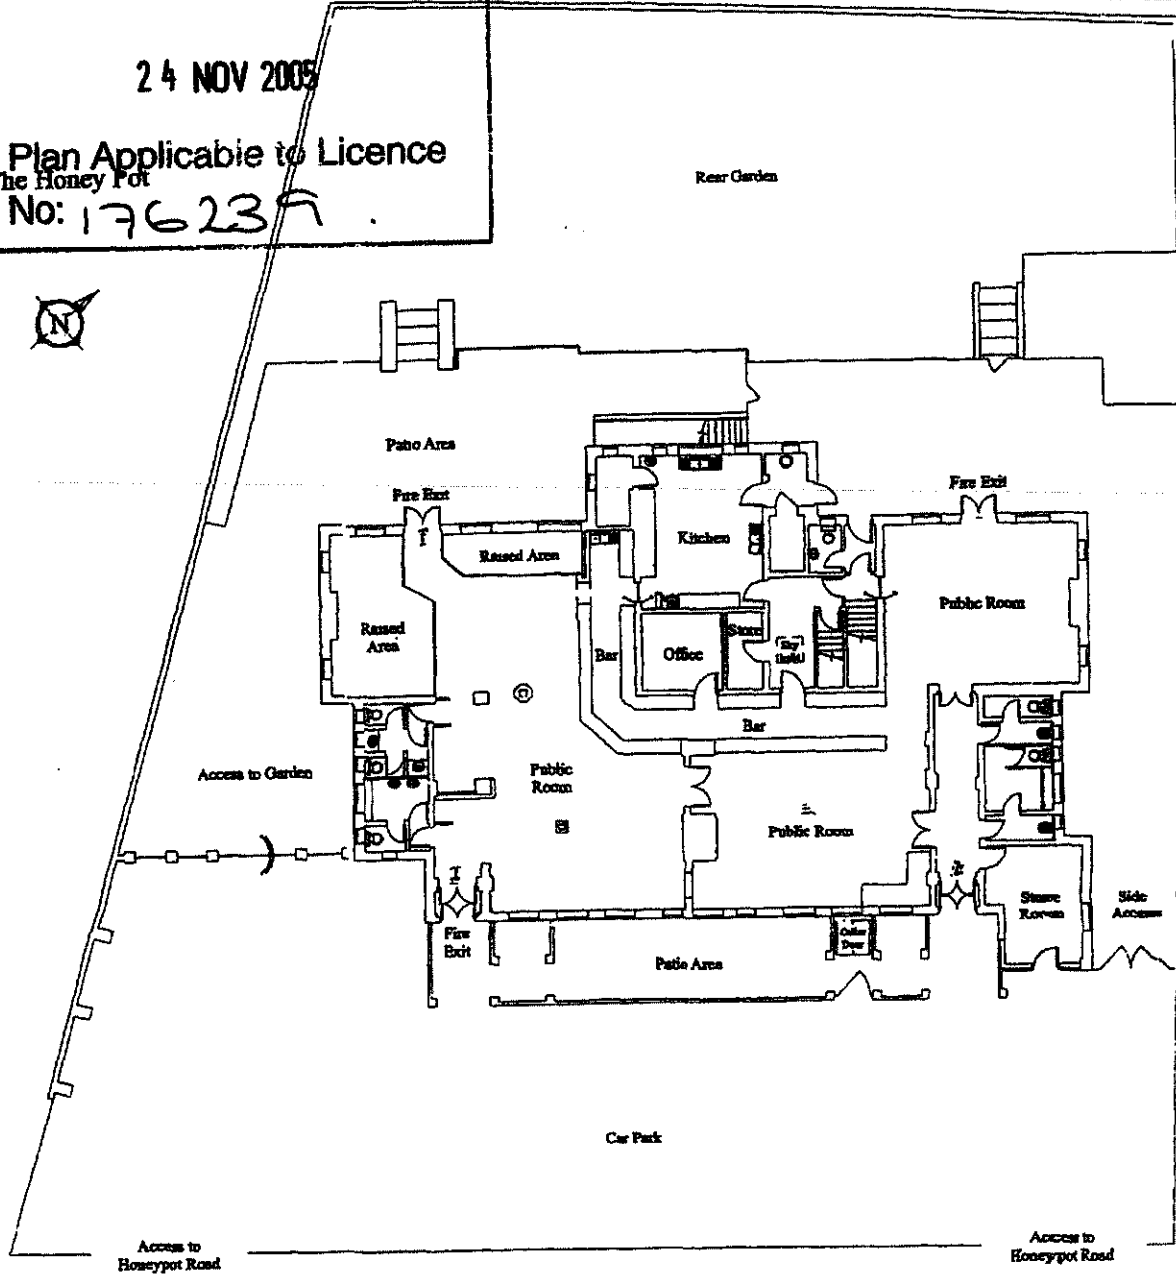 24 NOV 2005
Plan Applicable to Licence
The Honey Pot
No: 176239.
Rear Garden
N
Patio Area
Fire Exit
Fire Exit
Raised Area
Kitchen
Public Room
Raised
Area
Bar
Office
Store
Bar
Access to Garden
Public
Room
Public Room
Store
Room
Side
Access
Fire
Exit
Cellar
Door
Patio Area
Car Park
Access to
Honeypot Road
Access to
Honeypot Road